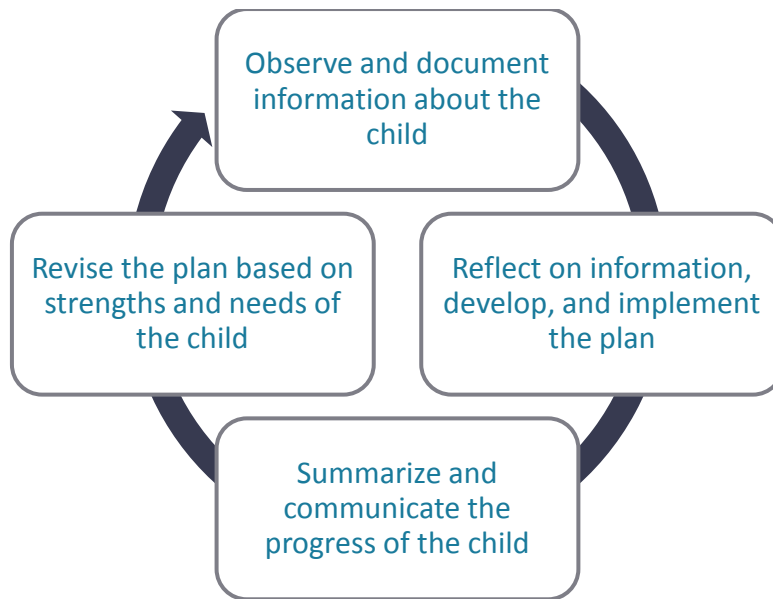 Observe and document
information about the
child
Reflect on information,
develop, and implement
the plan
Summarize and
communicate the
progress of the child
Revise the plan based on
strengths and needs of
the child